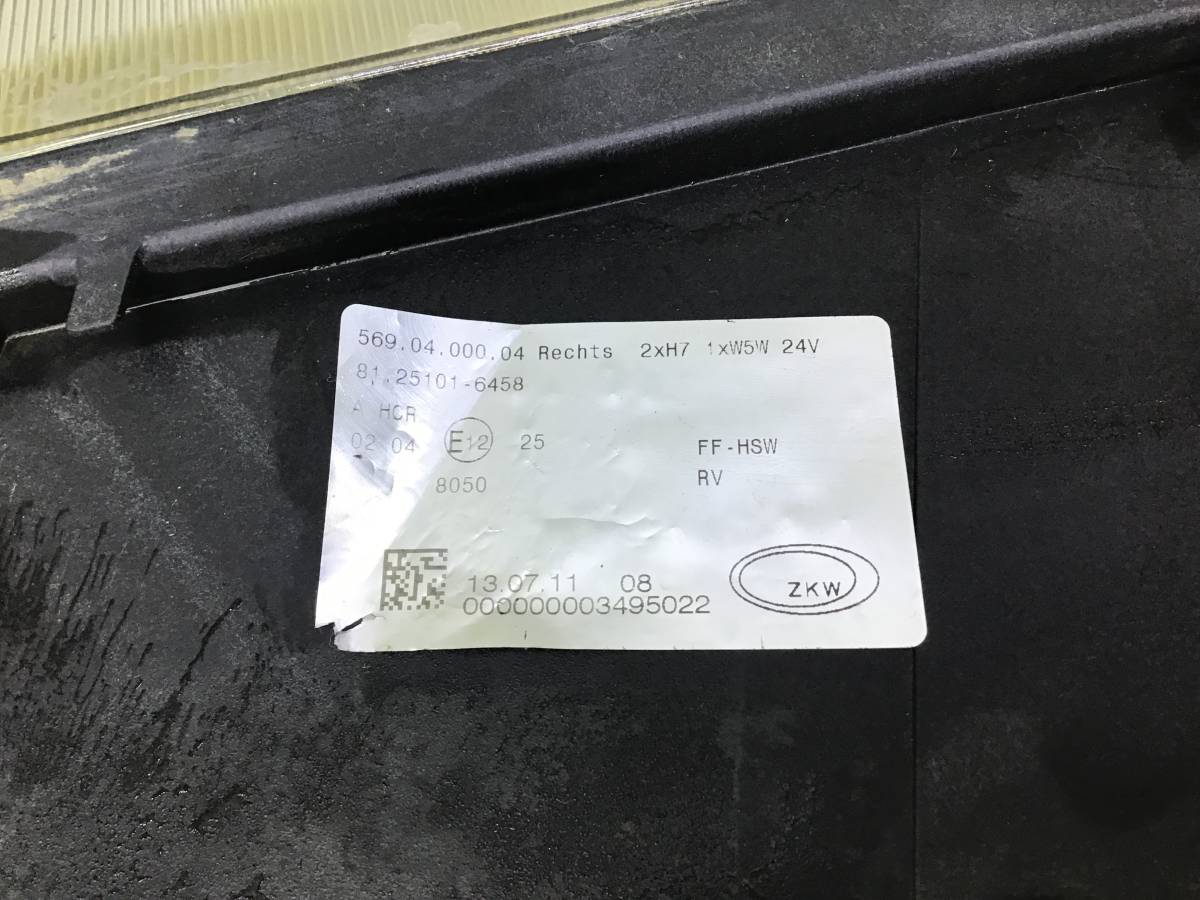 569.04.000.04 Rechts 2xH7 1xW5W 24V
81.25101-6458
A HCR
02 04 E12 25 FF-HSW
8050 RV
13.07.11 08
000000003495022
ZKW